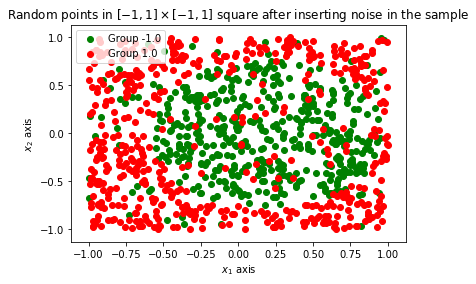 Random points in [−1, 1] × [−1, 1] square after inserting noise in the sample
Group -1.0
Group 1.0
1.0
0.5
0.0
−0.5
−1.0
x₂ axis
−1.00
−0.75
−0.50
−0.25
0.00
0.25
0.50
0.75
1.00
x₁ axis